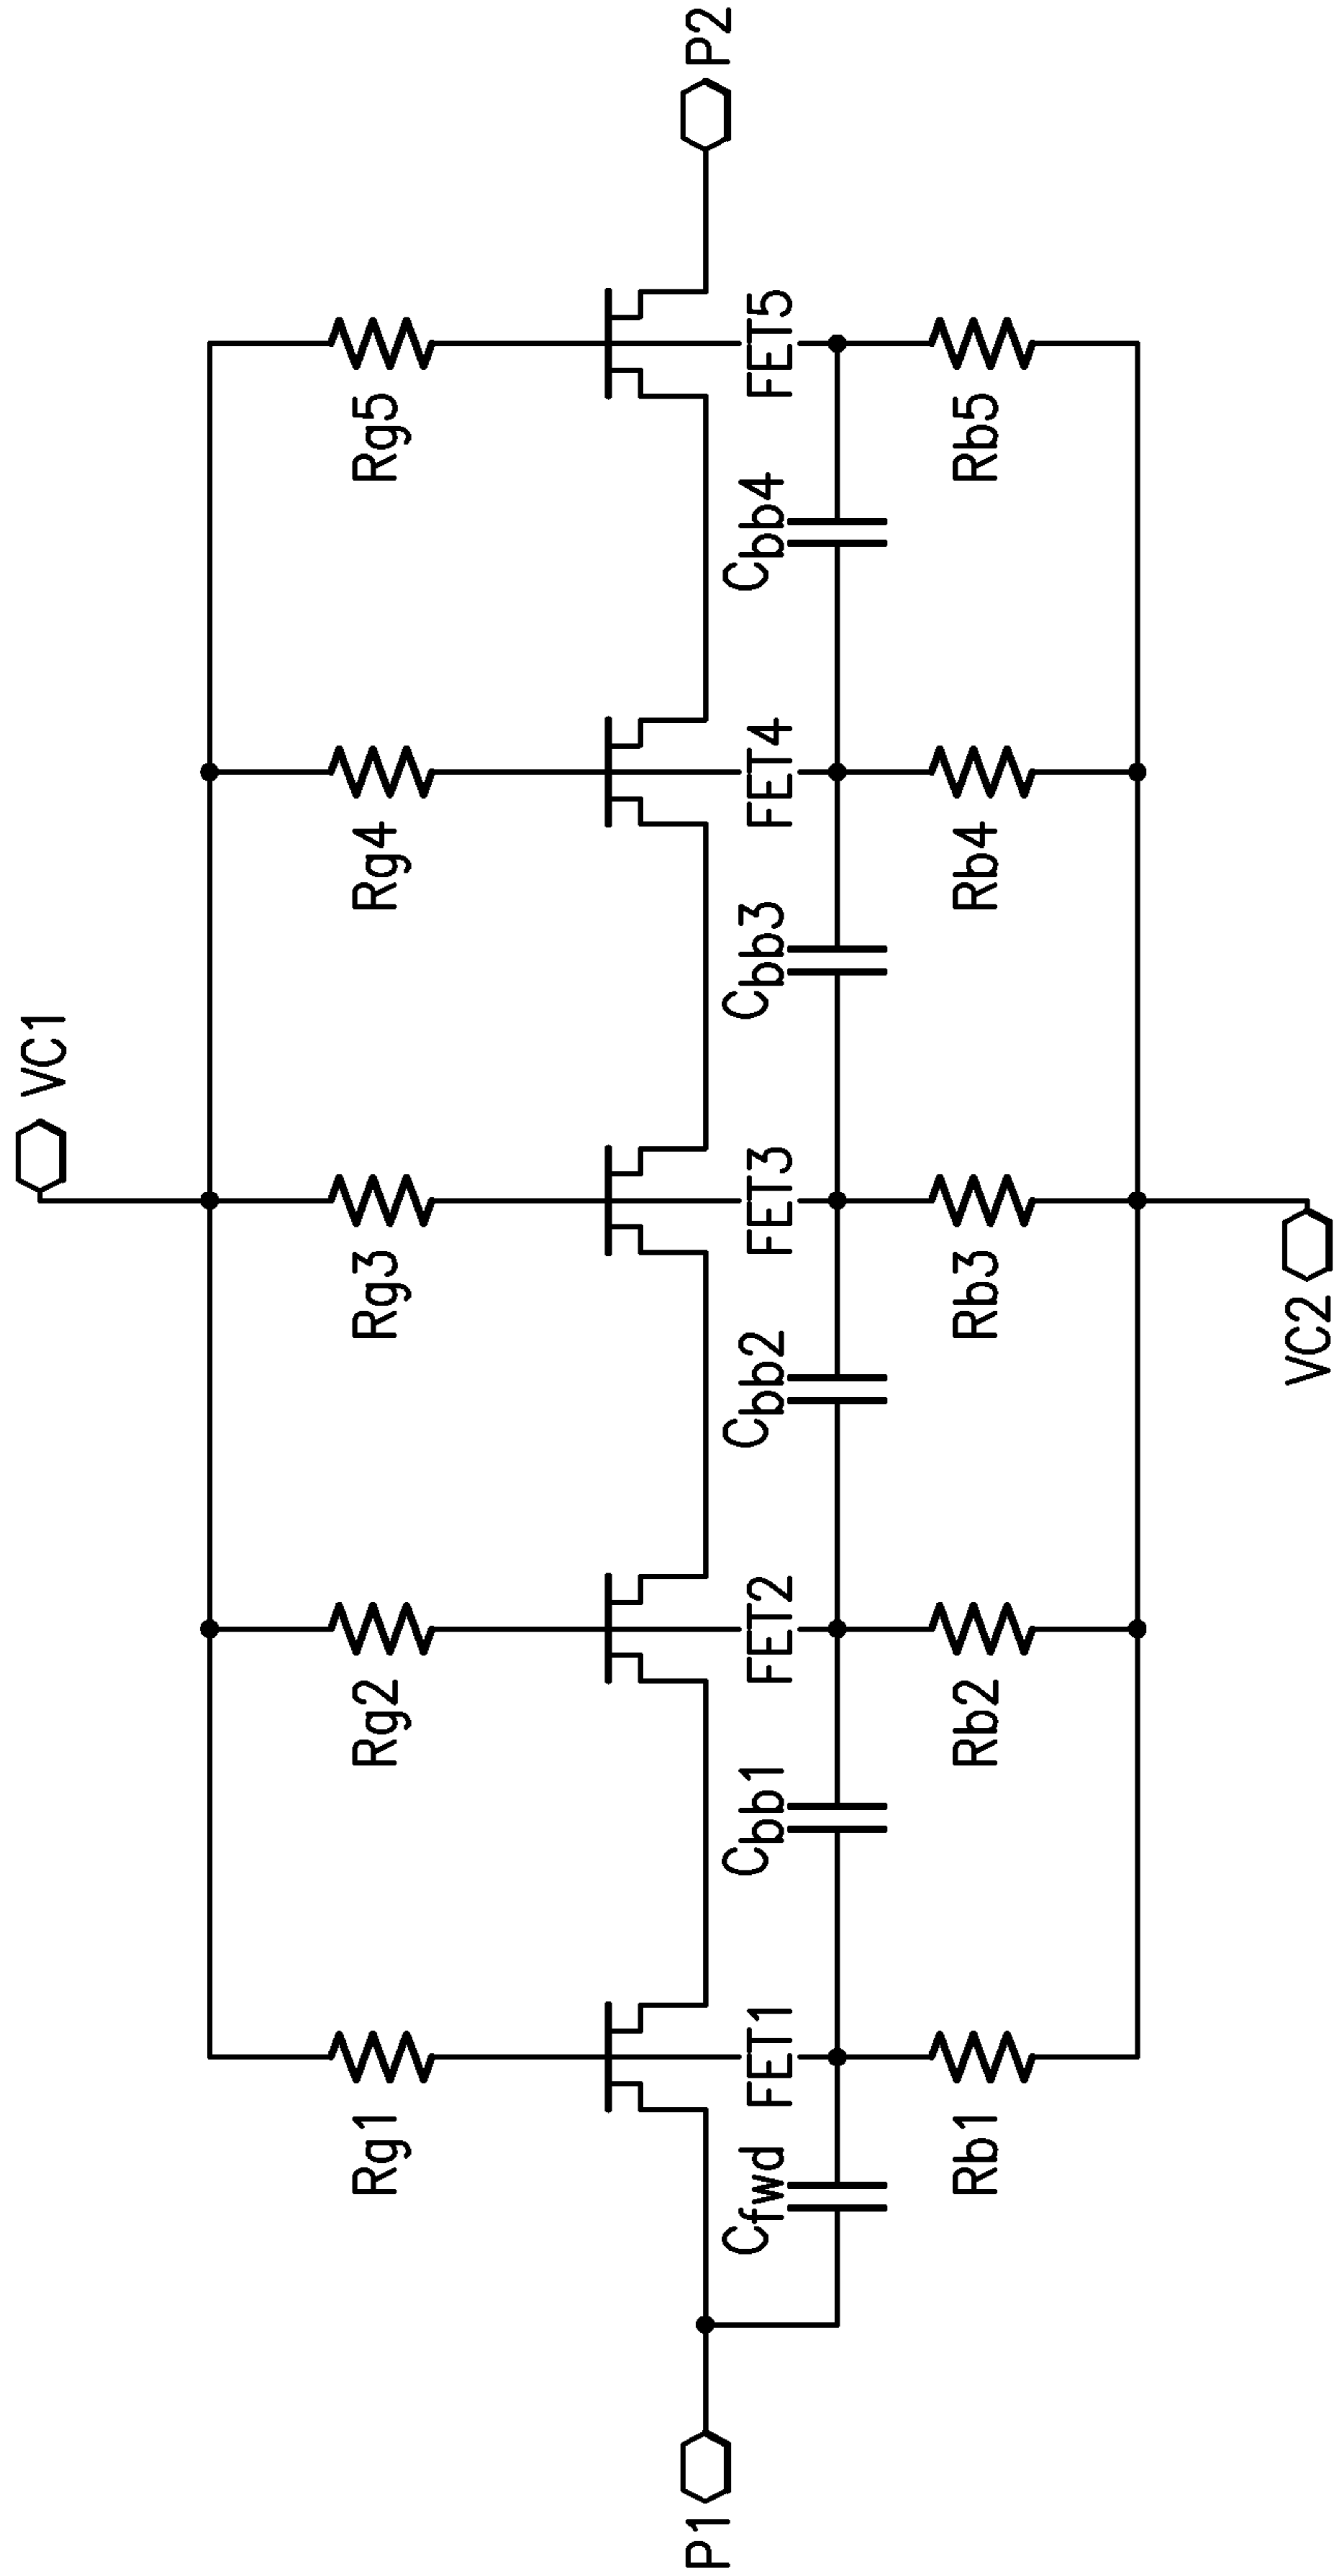 VC1
Rg1
Rg2
Rg3
Rg4
Rg5
P1
P2
Cfwd
Cbb1
Cbb2
Cbb3
Cbb4
FET1
FET2
FET3
FET4
FET5
Rb1
Rb2
Rb3
Rb4
Rb5
VC2